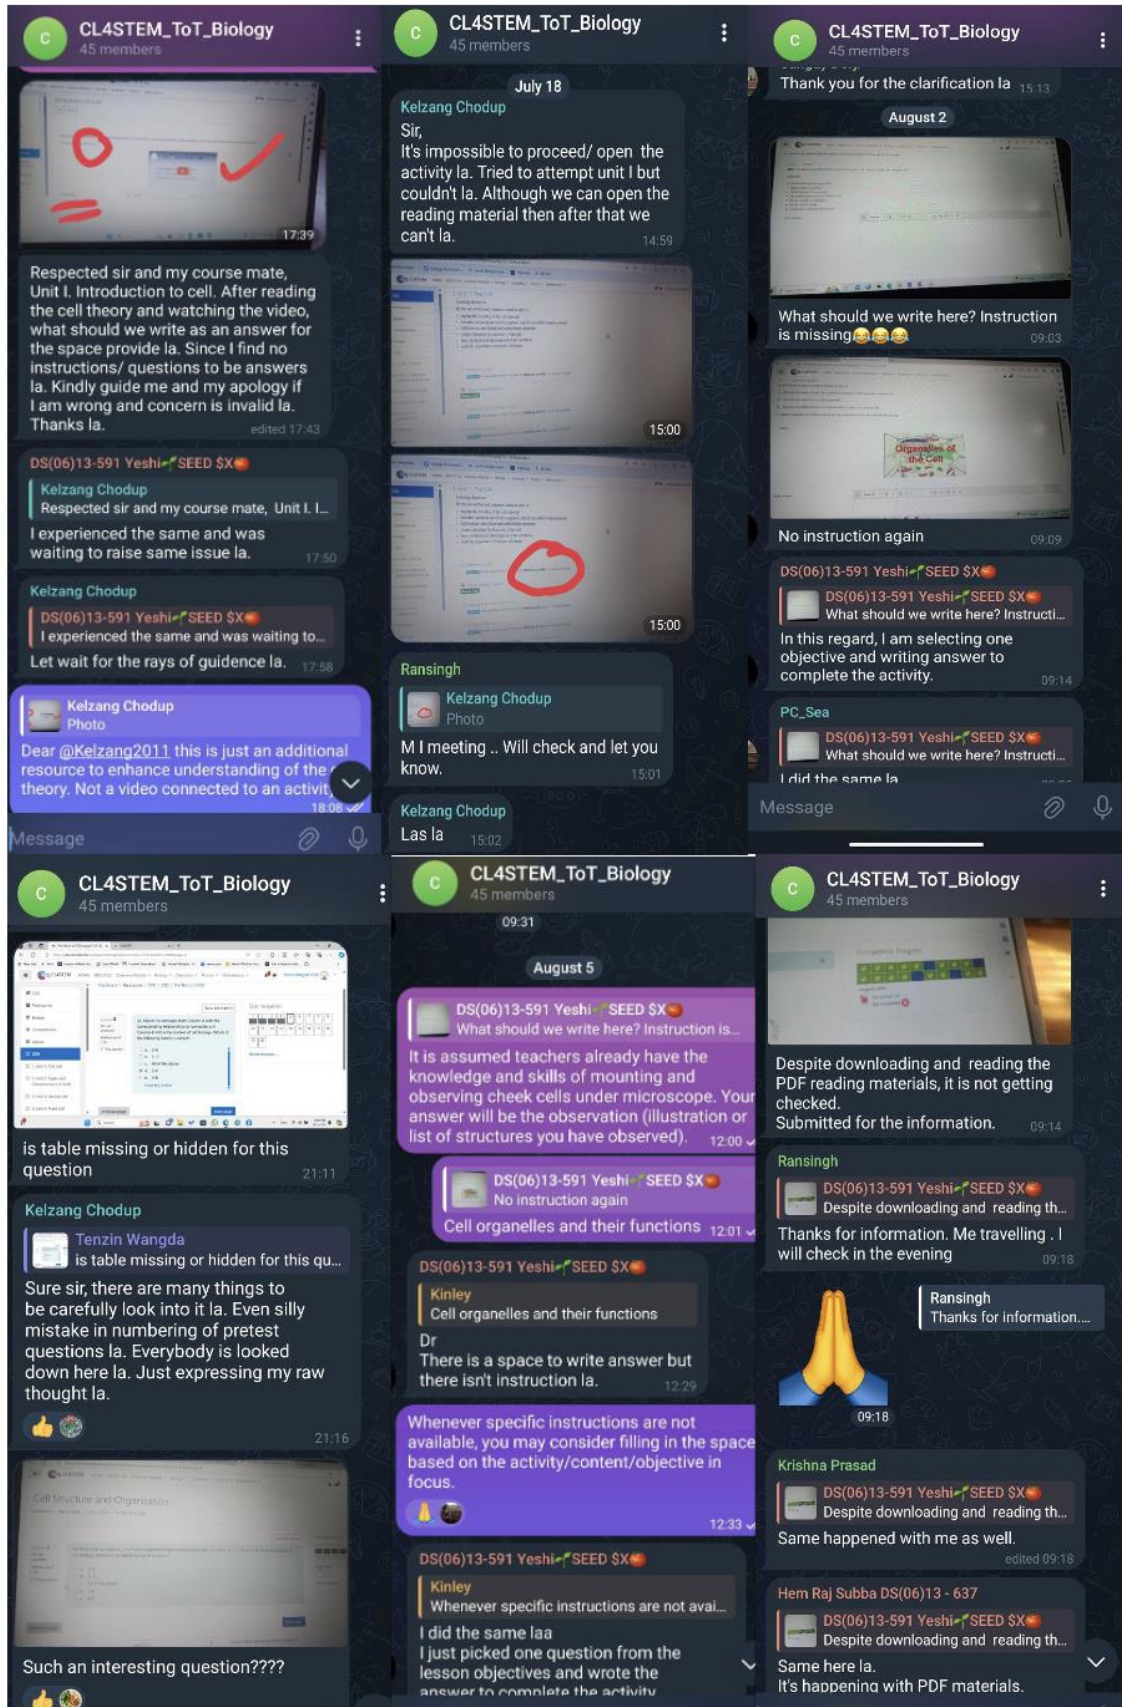 C
CL4STEM_ToT_Biology
45 members
17:39
Respected sir and my course mate,
Unit I. Introduction to cell. After reading
the cell theory and watching the video,
what should we write as an answer for
the space provide la. Since I find no
instructions/ questions to be answers
la. Kindly guide me and my apology if
I am wrong and concern is invalid la.
Thanks la.
edited 17:43
DS(06)13-591 Yeshi SEED $X
Kelzang Chodup
Respected sir and my course mate, Unit I. I...
I experienced the same and was
waiting to raise same issue la.
17:50
Kelzang Chodup
DS(06)13-591 Yeshi SEED $X
I experienced the same and was waiting to...
Let wait for the rays of guidence la.
17:58
Kelzang Chodup
Photo
Dear @Kelzang2011 this is just an additional
resource to enhance understanding of the
theory. Not a video connected to an activit
18:08
Message
C
CL4STEM_ToT_Biology
45 members
July 18
Kelzang Chodup
Sir,
It's impossible to proceed/ open the
activity la. Tried to attempt unit I but
couldn't la. Although we can open the
reading material then after that we
can't la.
14:59
15:00
15:00
Ransingh
Kelzang Chodup
Photo
M I meeting .. Will check and let you
know.
15:01
Kelzang Chodup
Las la
15:02
C
CL4STEM_ToT_Biology
45 members
Thank you for the clarification la
15:13
August 2
What should we write here? Instruction
is missing😂😂😂
09:03
Organelles of
the Cell
No instruction again
09:09
DS(06)13-591 Yeshi SEED $X
DS(06)13-591 Yeshi SEED $X
What should we write here? Instructi...
In this regard, I am selecting one
objective and writing answer to
complete the activity.
09:14
PC_Sea
DS(06)13-591 Yeshi SEED $X
What should we write here? Instructi...
I did the same la
Message
C
CL4STEM_ToT_Biology
45 members
is table missing or hidden for this
question
21:11
Kelzang Chodup
Tenzin Wangda
is table missing or hidden for this qu...
Sure sir, there are many things to
be carefully look into it la. Even silly
mistake in numbering of pretest
questions la. Everybody is looked
down here la. Just expressing my raw
thought la.
21:16
Cell Structure and Organization
Such an interesting question????
C
CL4STEM_ToT_Biology
45 members
09:31
August 5
DS(06)13-591 Yeshi SEED $X
What should we write here? Instruction is...
It is assumed teachers already have the
knowledge and skills of mounting and
observing cheek cells under microscope. Your
answer will be the observation (illustration or
list of structures you have observed).
12:00
DS(06)13-591 Yeshi SEED $X
No instruction again
Cell organelles and their functions
12:01
DS(06)13-591 Yeshi SEED $X
Kinley
Cell organelles and their functions
Dr
There is a space to write answer but
there isn't instruction la.
12:29
Whenever specific instructions are not
available, you may consider filling in the space
based on the activity/content/objective in
focus.
12:33
DS(06)13-591 Yeshi SEED $X
Kinley
Whenever specific instructions are not avai...
I did the same laa
I just picked one question from the
lesson objectives and wrote the
answer to complete the activity
C
CL4STEM_ToT_Biology
45 members
Completion Progress
Despite downloading and reading the
PDF reading materials, it is not getting
checked.
Submitted for the information.
09:14
Ransingh
DS(06)13-591 Yeshi SEED $X
Despite downloading and reading th...
Thanks for information. Me travelling . I
will check in the evening
09:18
Ransingh
Thanks for information....
09:18
Krishna Prasad
DS(06)13-591 Yeshi SEED $X
Despite downloading and reading th...
Same happened with me as well.
edited 09:18
Hem Raj Subba DS(06)13 - 637
DS(06)13-591 Yeshi SEED $X
Despite downloading and reading th...
Same here la.
It's happening with PDF materials.